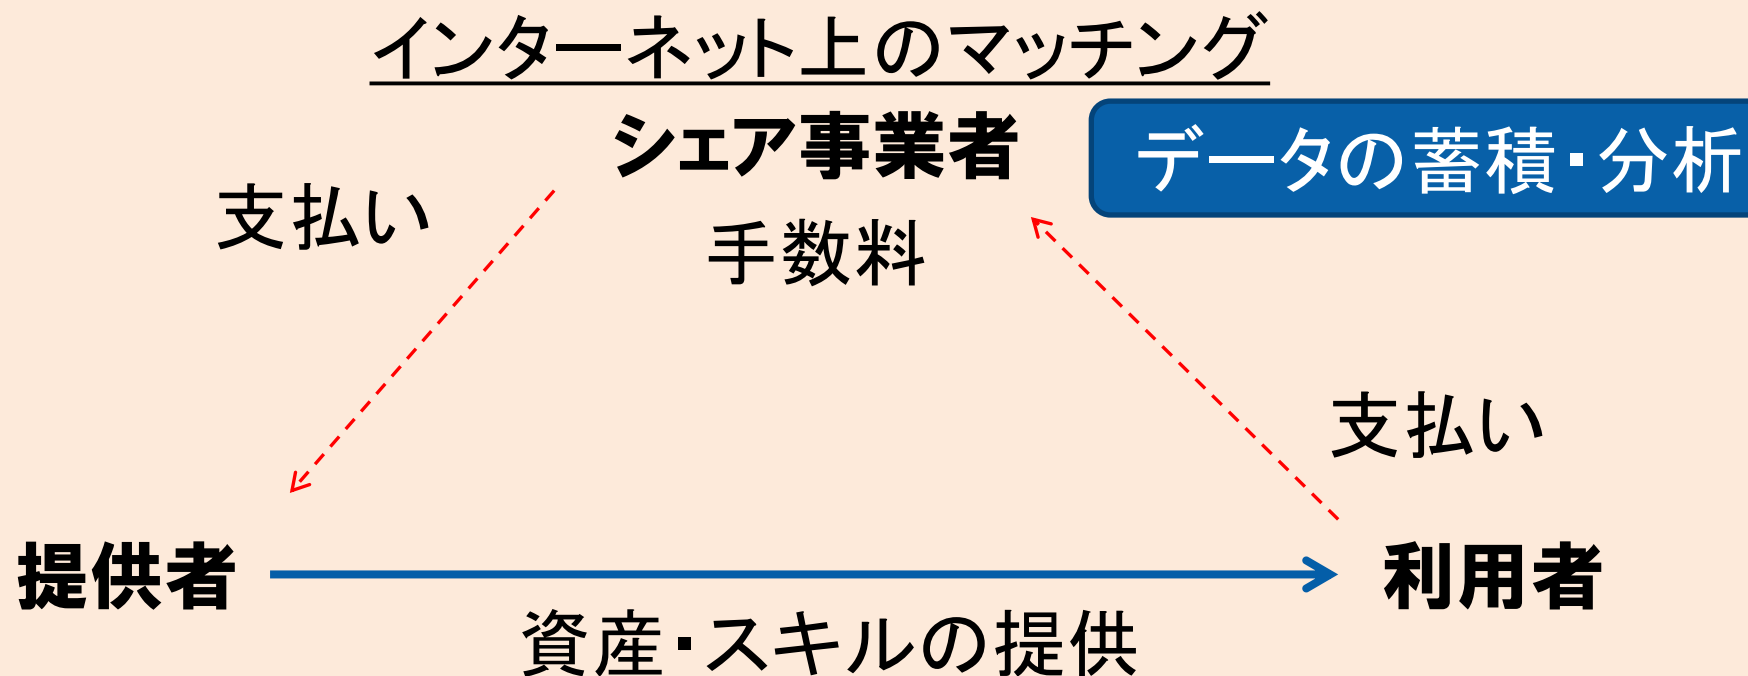 インターネット上のマッチング
シェア事業者
データの蓄積・分析
支払い
手数料
支払い
提供者
利用者
資産・スキルの提供